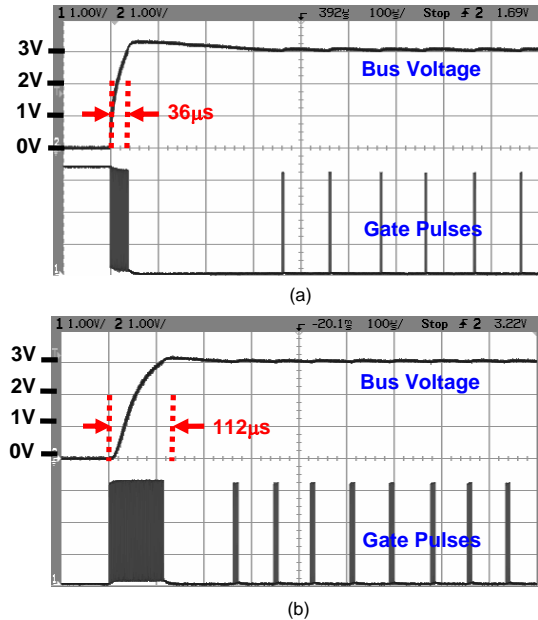 1 1.00V/ 2 1.00V/ 392㎱ 100㎲/ Stop ⨍ 2 1.69V
3V
Bus Voltage
2V
1V
36μs
0V
Gate Pulses
(a)
1 1.00V/ 2 1.00V/ -20.1㎳ 100㎲/ Stop ⨍ 2 3.22V
3V
Bus Voltage
2V
1V
112μs
0V
Gate Pulses
(b)